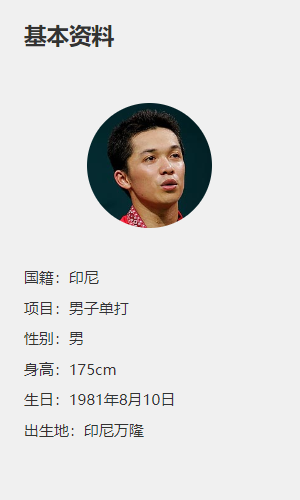 基本资料
国籍：印尼
项目：男子单打
性别：男
身高：175cm
生日：1981年8月10日
出生地：印尼万隆